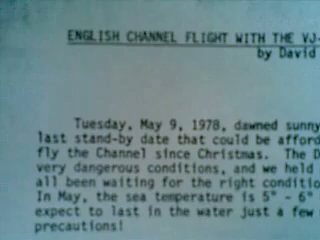 ENGLISH CHANNEL FLIGHT WITH THE VJ-
by David
Tuesday, May 9, 1978, dawned sunny
last stand-by date that could be afford
fly the Channel since Christmas. The D
very dangerous conditions, and we held
all been waiting for the right conditio
In May, the sea temperature is 5° - 6°
expect to last in the water just a few
precautions!